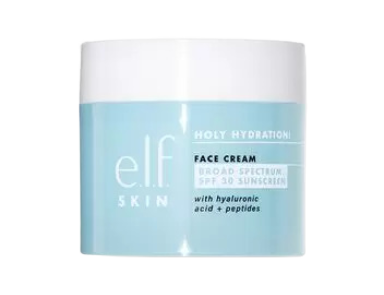 HOLY HYDRATION!
e.l.f.
SKIN
FACE CREAM
BROAD SPECTRUM
SPF 30 SUNSCREEN
with hyaluronic
acid + peptides